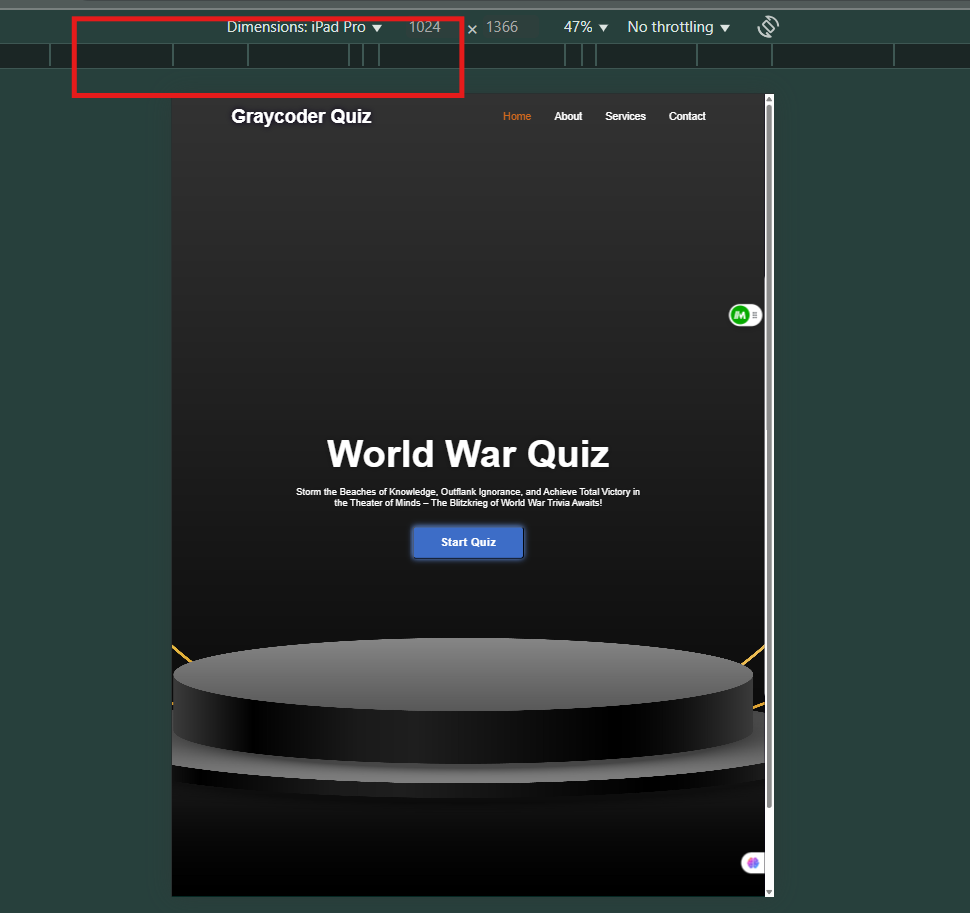 Dimensions: iPad Pro ▼ 1024 × 1366 47% ▼ No throttling ▼
Graycoder Quiz Home About Services Contact
World War Quiz
Storm the Beaches of Knowledge, Outflank Ignorance, and Achieve Total Victory in
the Theater of Minds – The Blitzkrieg of World War Trivia Awaits!
Start Quiz